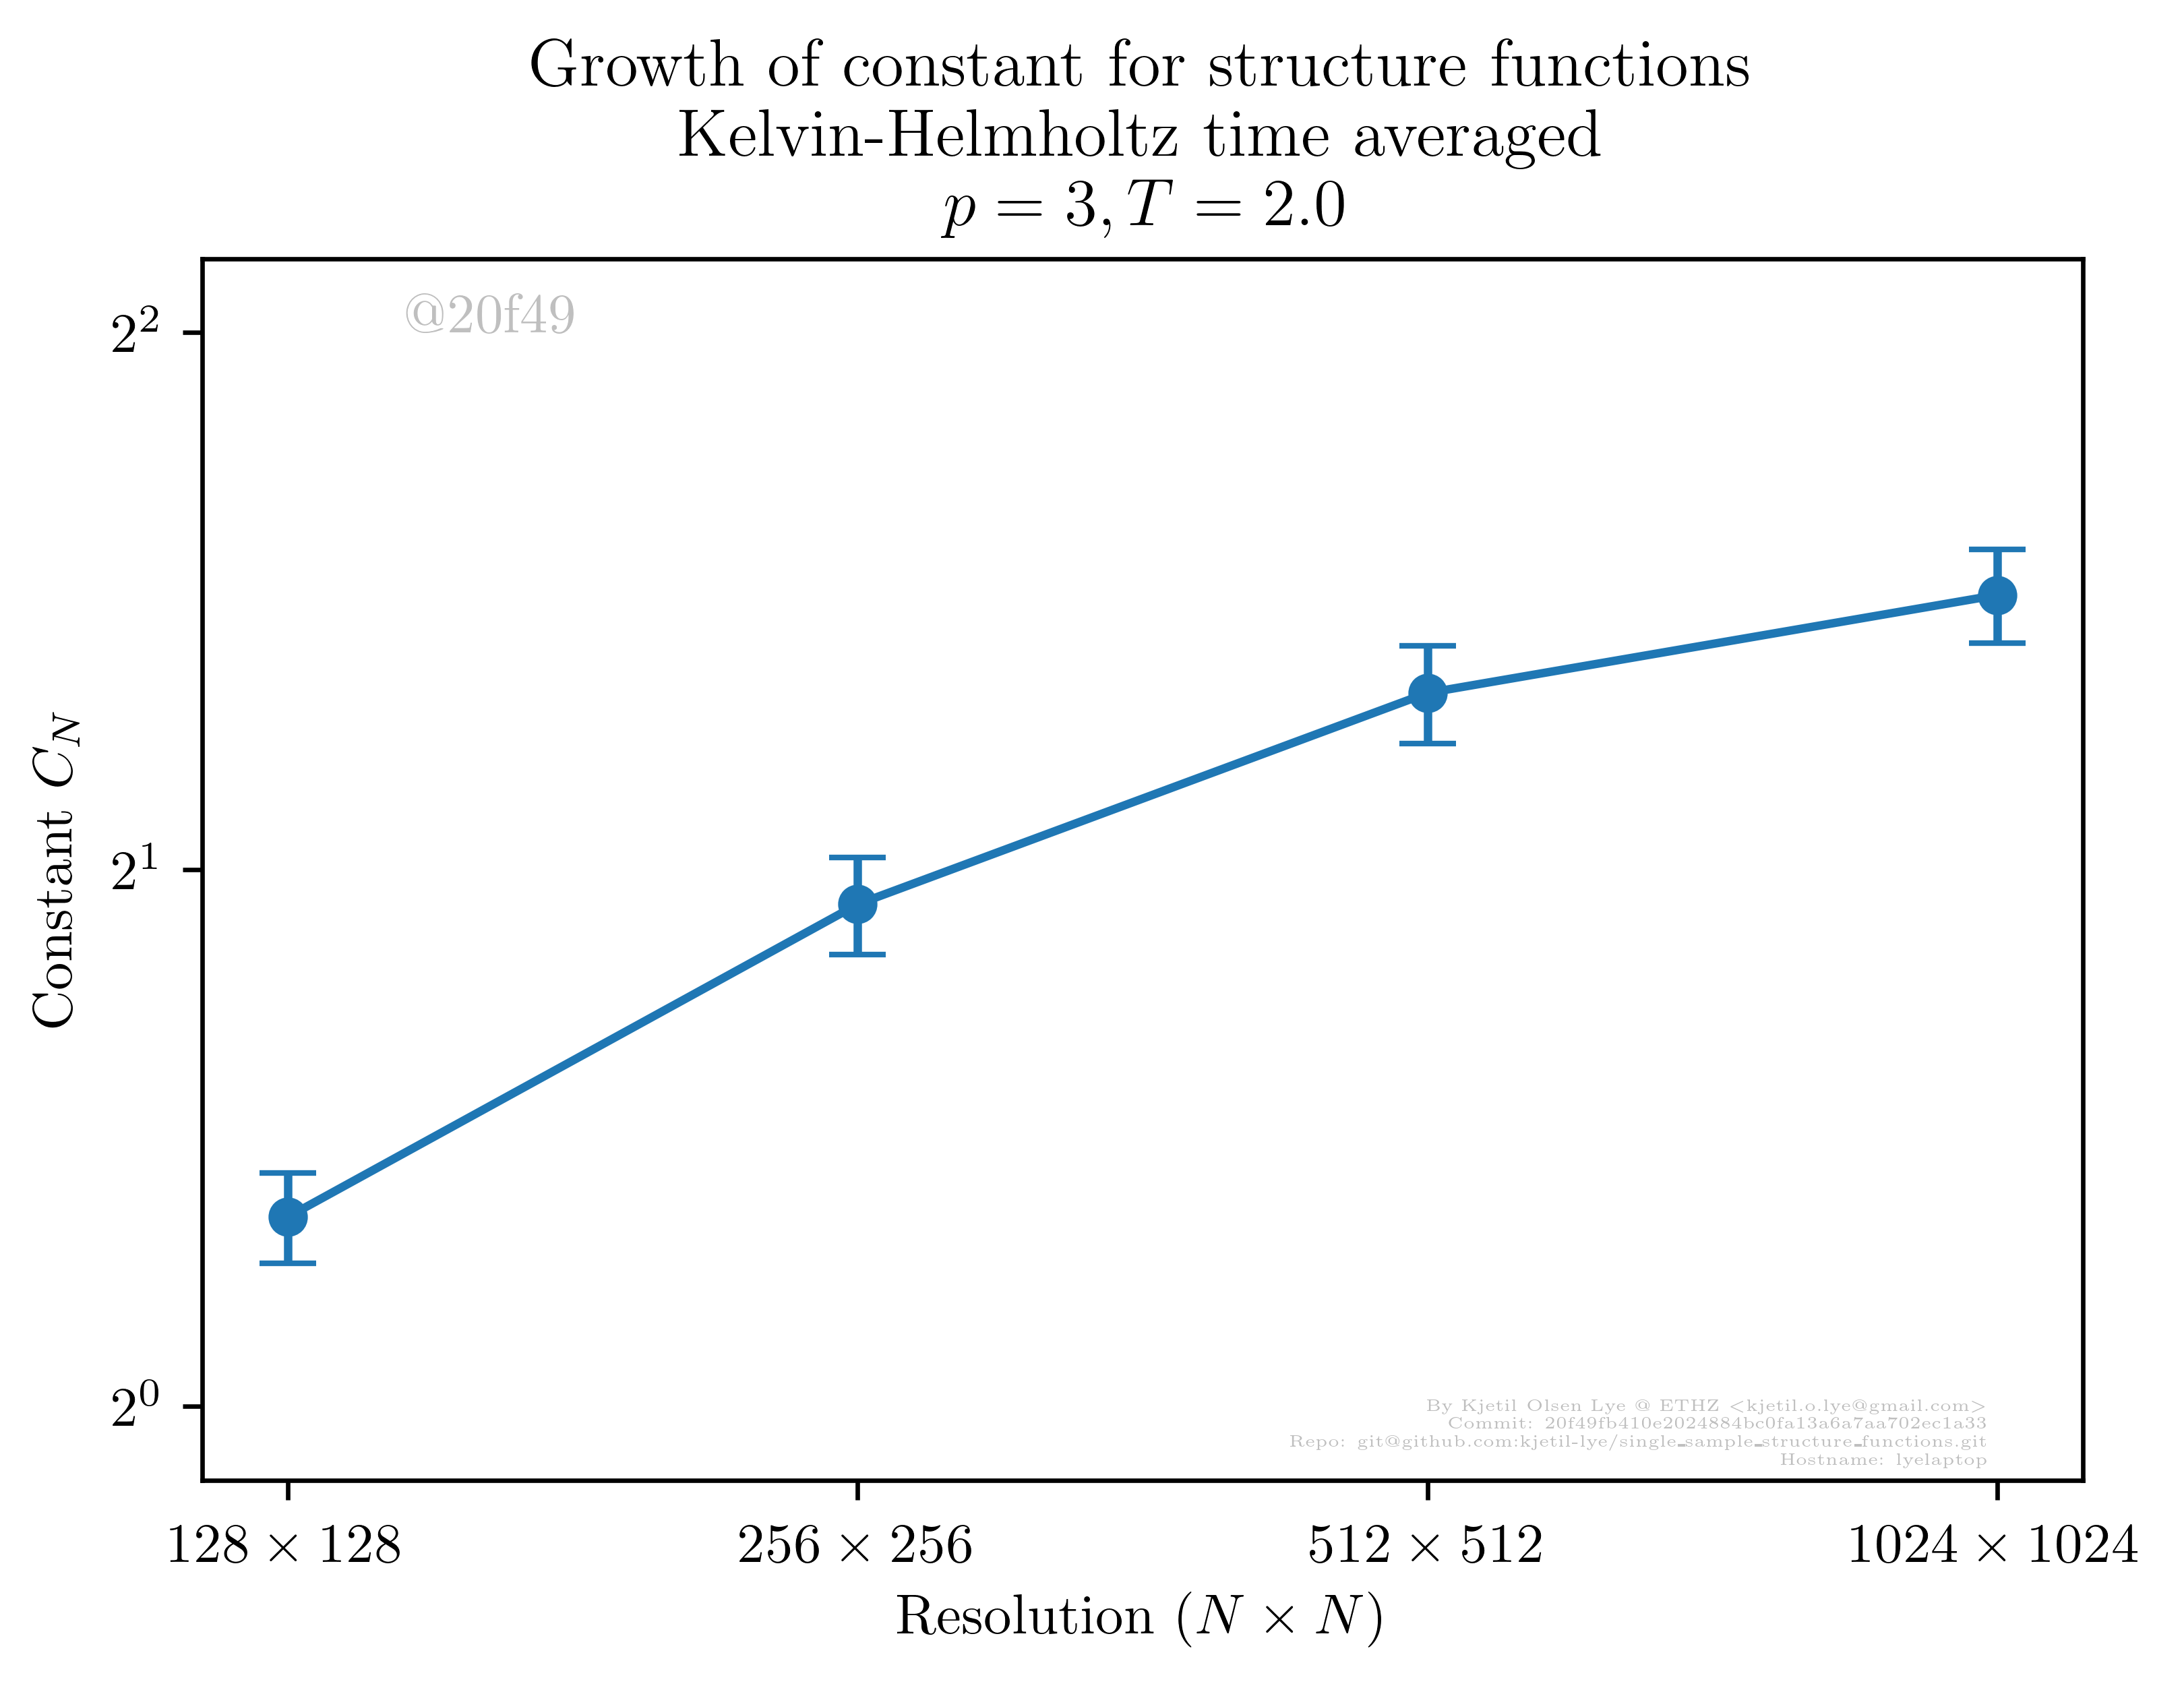 Growth of constant for structure functions
Kelvin-Helmholtz time averaged
p = 3, T = 2.0
@20f49
2²
2¹
2⁰
Constant C_N
By Kjetil Olsen Lye @ ETHZ <kjetil.o.lye@gmail.com>
Commit: 20f49fb410e2024884bc0fa13a6a7aa702ec1a33
Repo: git@github.com:kjetil-lye/single_sample_structure_functions.git
Hostname: lyelaptop
128 × 128
256 × 256
512 × 512
1024 × 1024
Resolution (N × N)